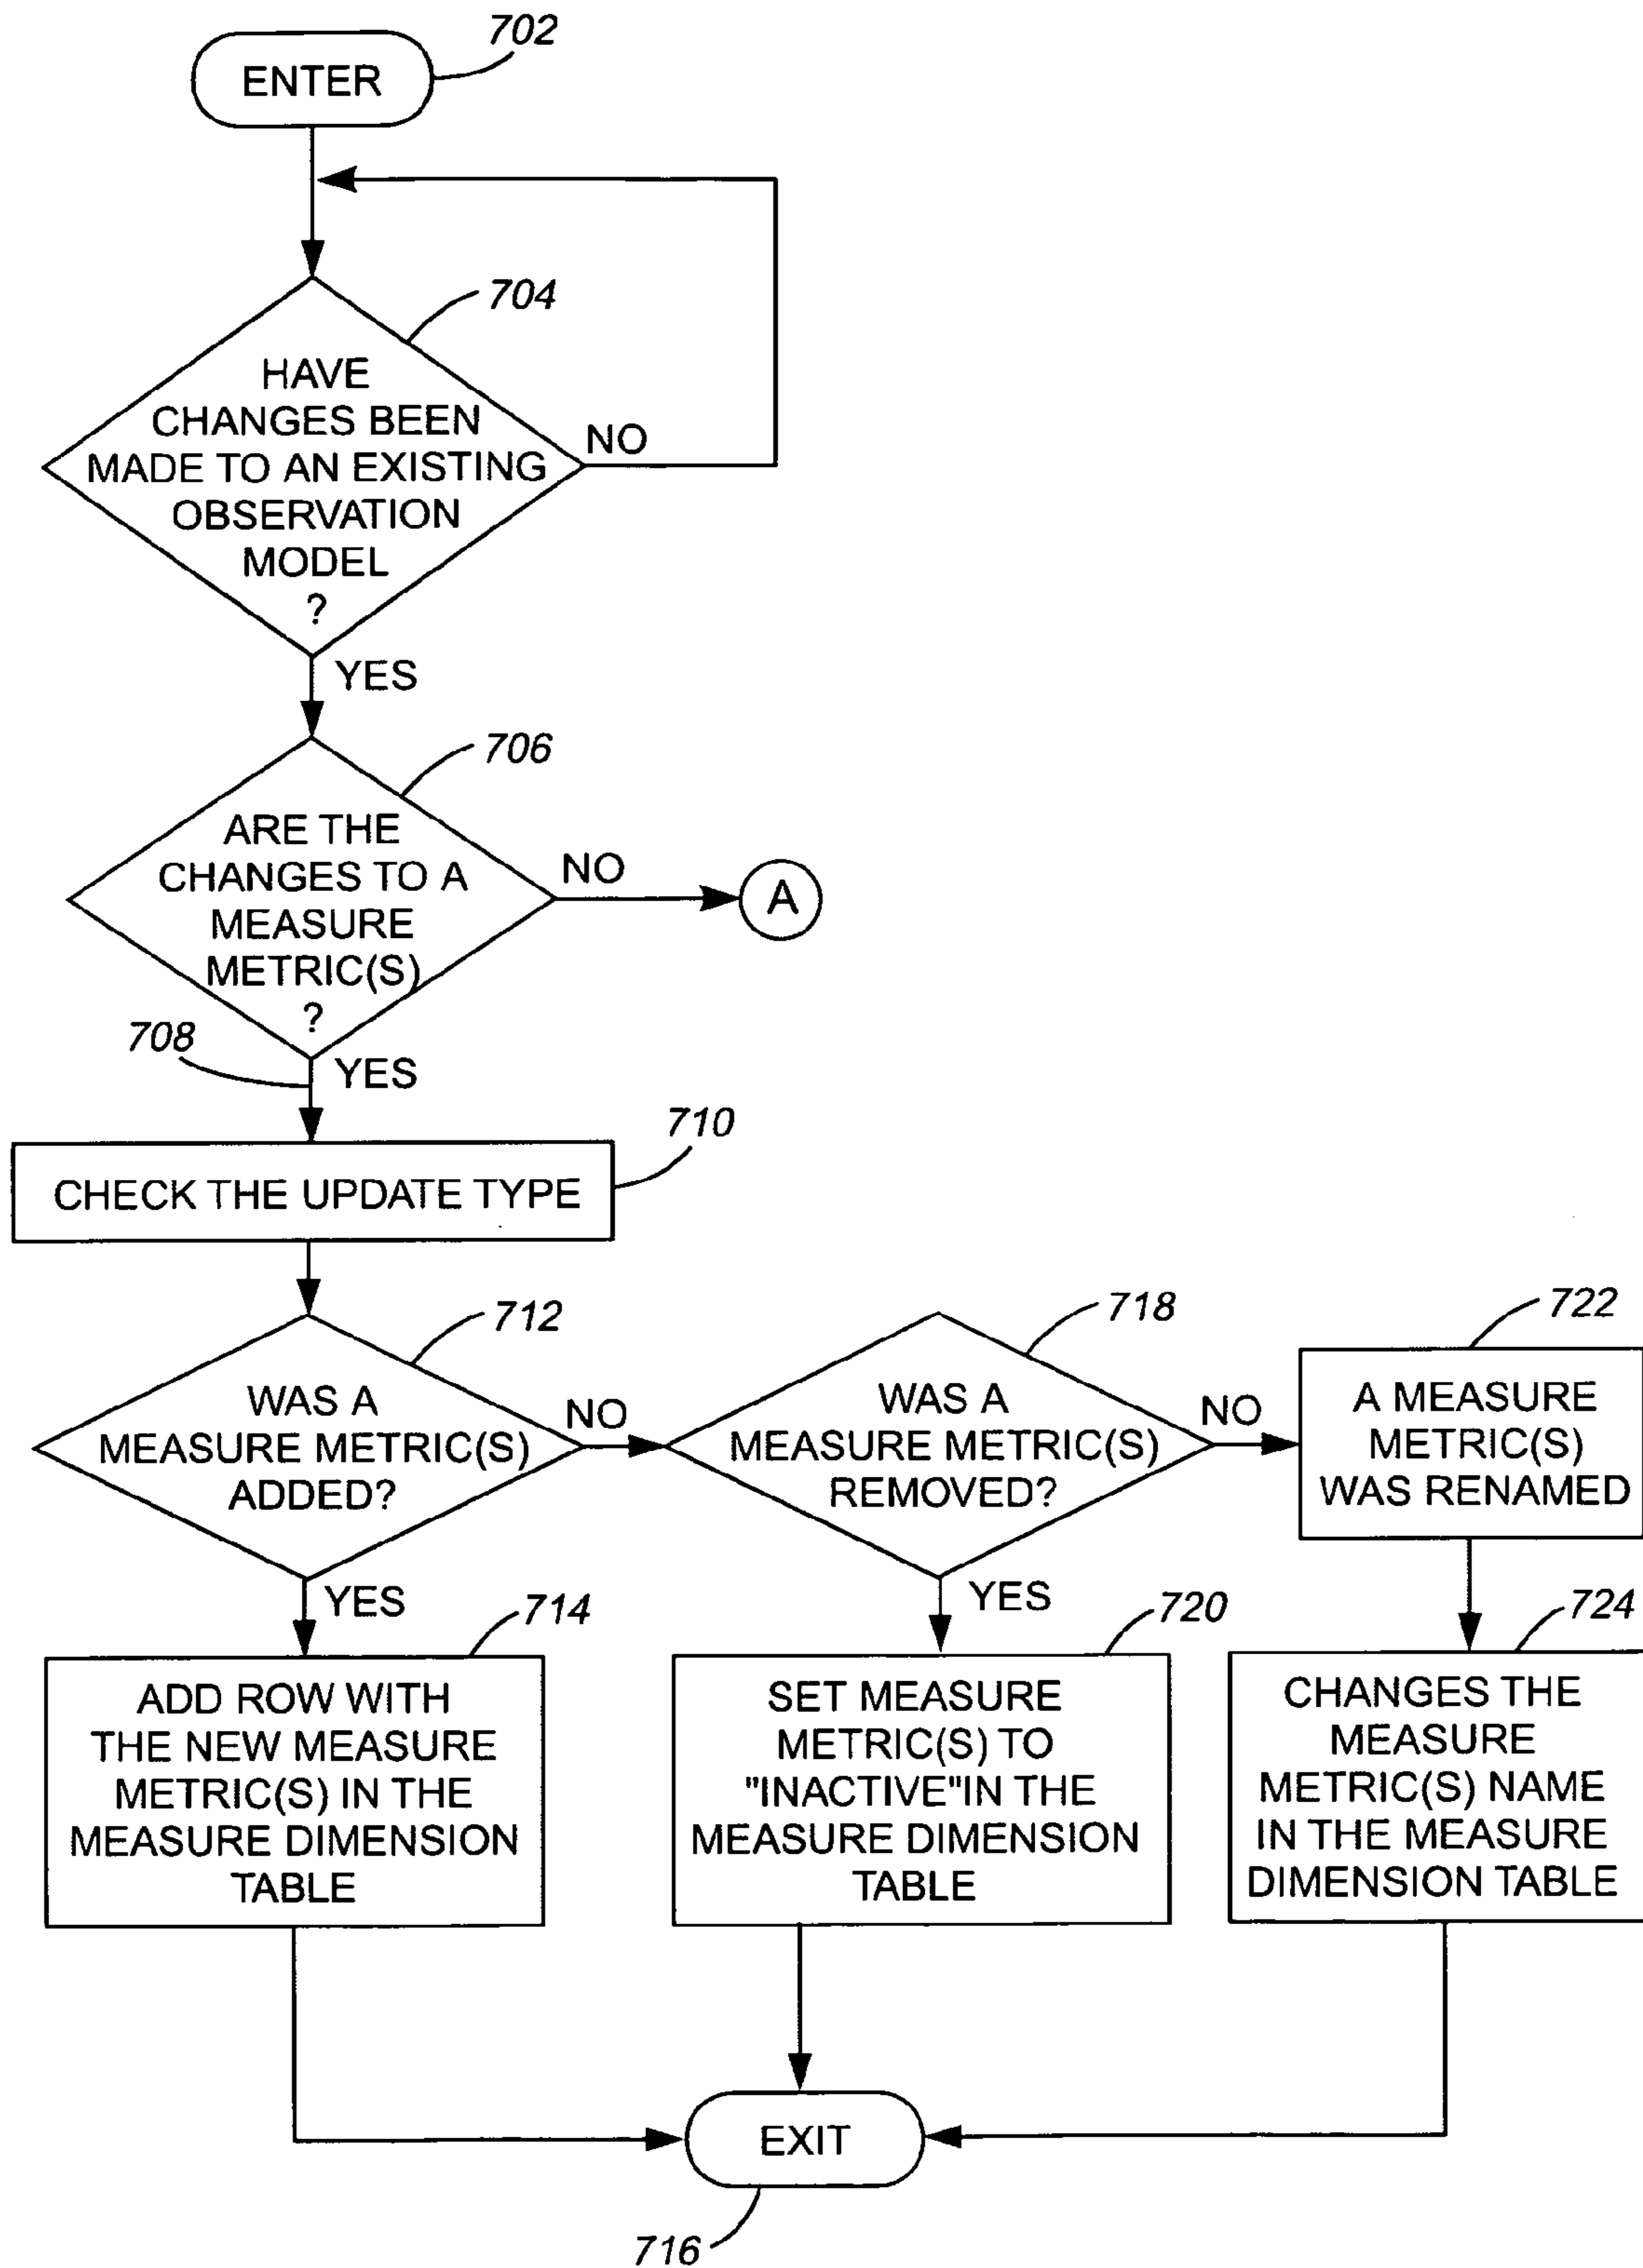 702
ENTER
704
HAVE
CHANGES BEEN
MADE TO AN EXISTING
OBSERVATION
MODEL
?
NO
YES
706
ARE THE
CHANGES TO A
MEASURE
METRIC(S)
?
NO
A
708
YES
710
CHECK THE UPDATE TYPE
712
WAS A
MEASURE METRIC(S)
ADDED?
NO
718
WAS A
MEASURE METRIC(S)
REMOVED?
NO
722
A MEASURE
METRIC(S)
WAS RENAMED
YES
714
ADD ROW WITH
THE NEW MEASURE
METRIC(S) IN THE
MEASURE DIMENSION
TABLE
YES
720
SET MEASURE
METRIC(S) TO
"INACTIVE"IN THE
MEASURE DIMENSION
TABLE
724
CHANGES THE
MEASURE
METRIC(S) NAME
IN THE MEASURE
DIMENSION TABLE
EXIT
716